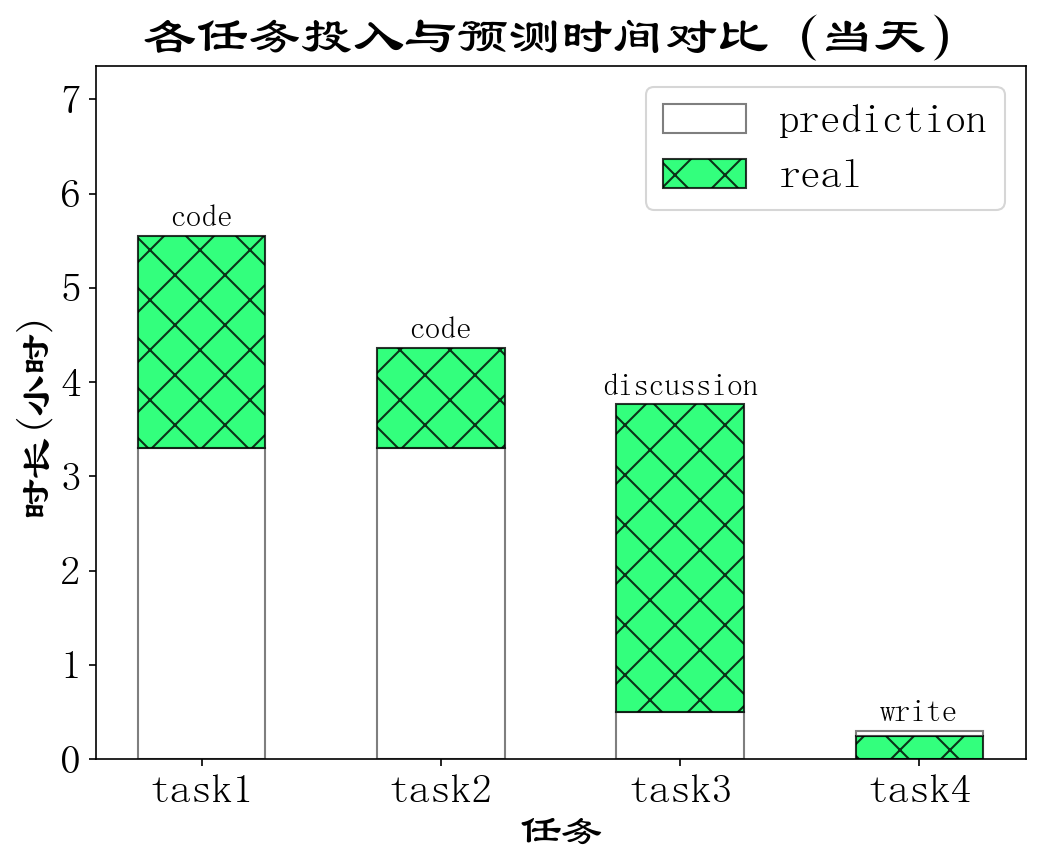 各任务投入与预测时间对比 (当天)
prediction
real
7
6
5
4
3
2
1
0
时长(小时)
code
code
discussion
write
task1
task2
task3
task4
任务